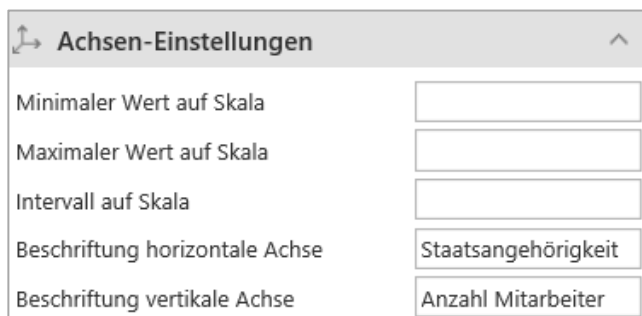 Achsen-Einstellungen
Minimaler Wert auf Skala
Maximaler Wert auf Skala
Intervall auf Skala
Beschriftung horizontale Achse Staatsangehörigkeit
Beschriftung vertikale Achse Anzahl Mitarbeiter